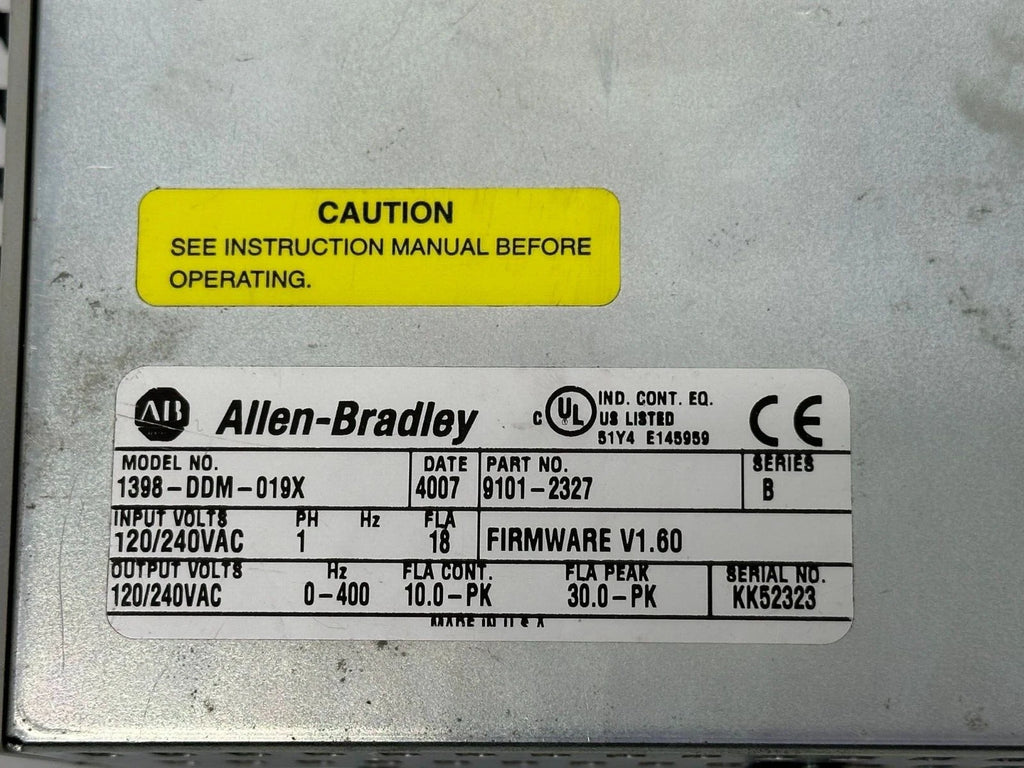 CAUTION
SEE INSTRUCTION MANUAL BEFORE
OPERATING.
AB Allen-Bradley
C UL
IND. CONT. EQ.
US LISTED
51Y4 E145959
CE
MODEL NO. DATE PART NO. SERIES
1398-DDM-019X 4007 9101-2327 B
INPUT VOLTS PH Hz FLA
120/240VAC 1 18 FIRMWARE V1.60
OUTPUT VOLTS Hz FLA CONT. FLA PEAK SERIAL NO.
120/240VAC 0-400 10.0-PK 30.0-PK KK52323
MAKE IN